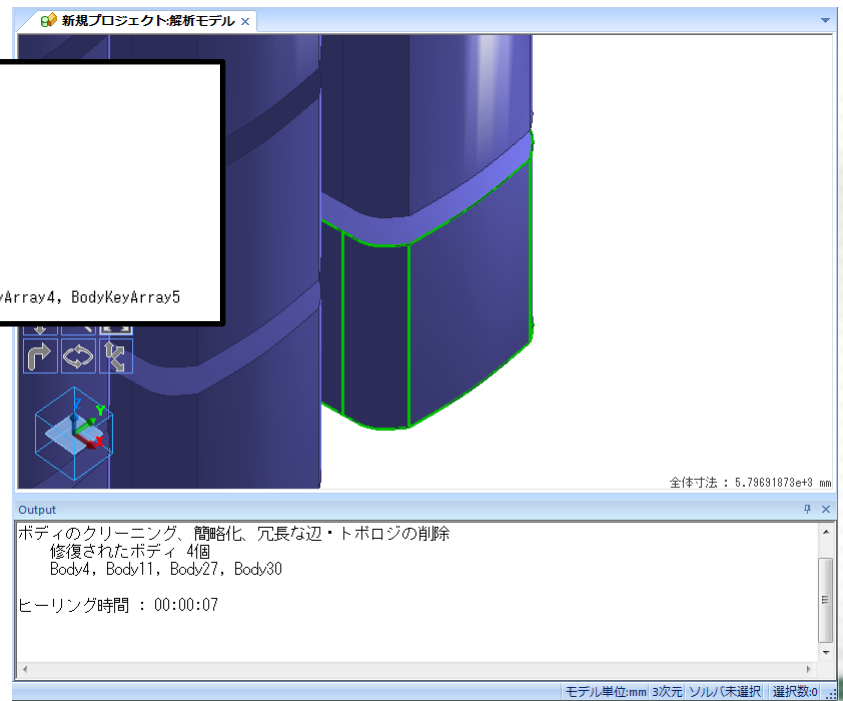 新規プロジェクト:解析モデル ×
yArray4, BodyKeyArray5
Z
Y
X
全体寸法 : 5.79691873e+3 mm
Output
ボディのクリーニング、簡略化、冗長な辺・トポロジの削除
修復されたボディ 4個
Body4, Body11, Body27, Body30
ヒーリング時間 : 00:00:07
モデル単位:mm 3次元 ソルバ未選択 選択数:0